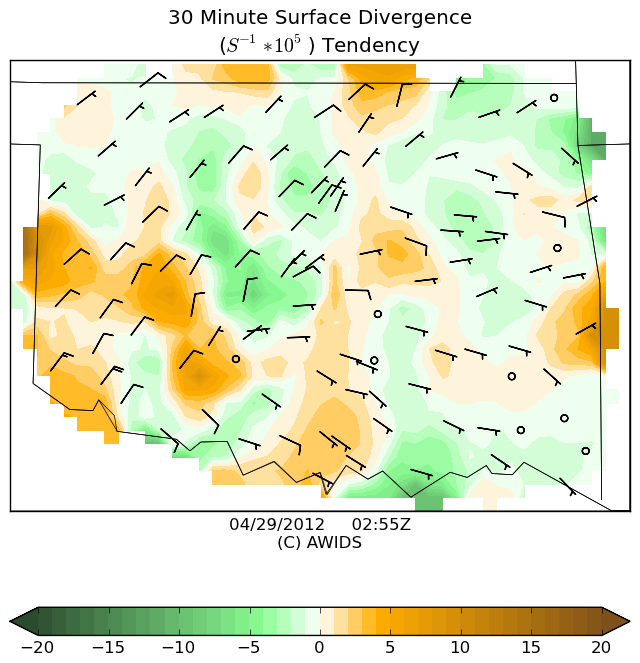 30 Minute Surface Divergence
(S⁻¹ *10⁵ ) Tendency
04/29/2012 02:55Z
(C) AWIDS
−20 −15 −10 −5 0 5 10 15 20